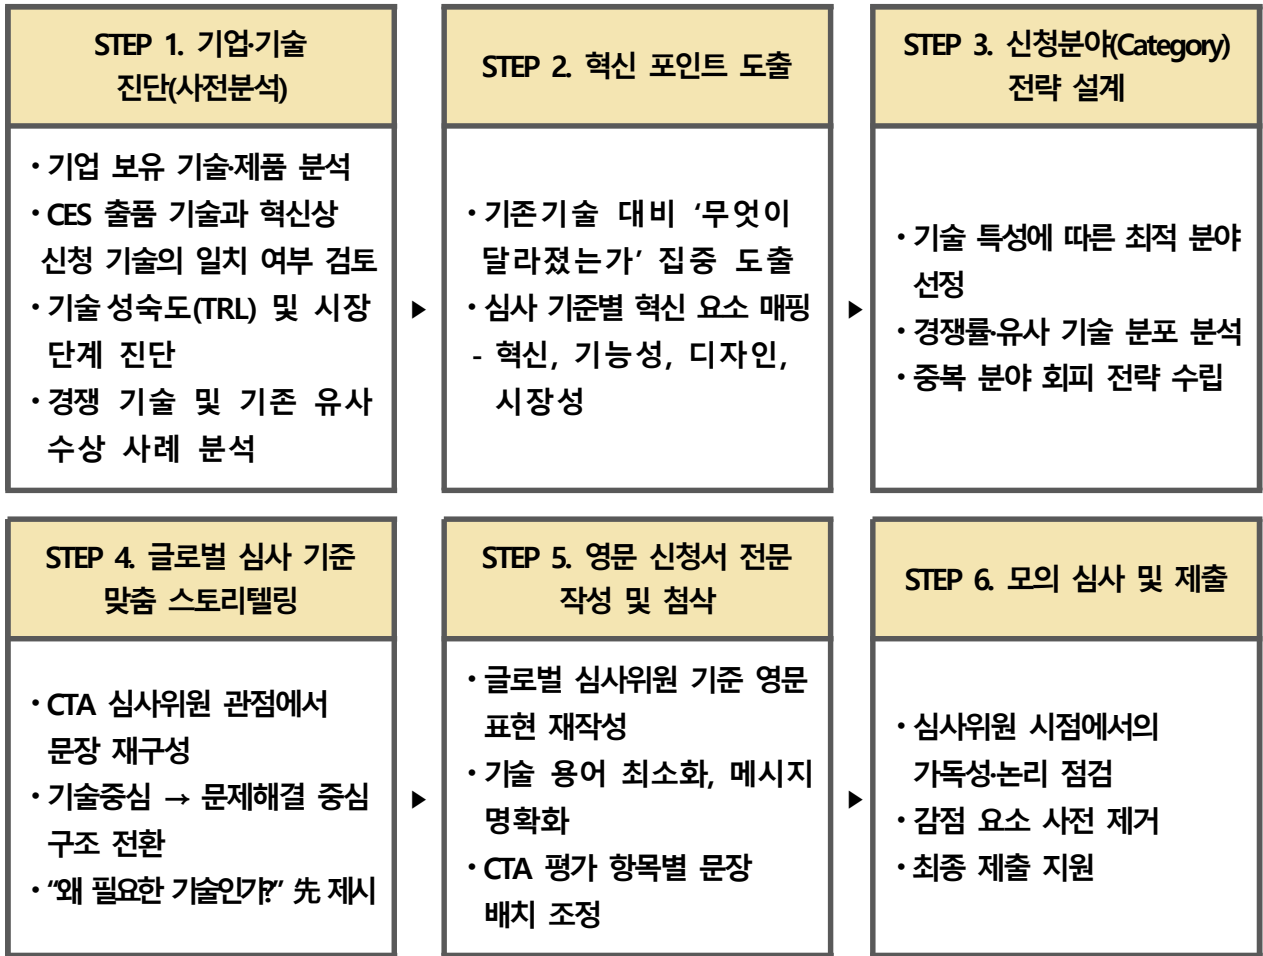 STEP 1. 기업·기술
진단(사전분석)
· 기업 보유 기술·제품 분석
· CES 출품 기술과 혁신상
신청 기술의 일치 여부 검토
· 기술 성숙도(TRL) 및 시장
단계 진단
· 경쟁 기술 및 기존 유사
수상 사례 분석
▶
STEP 2. 혁신 포인트 도출
· 기존기술 대비 ‘무엇이
달라졌는가’ 집중 도출
· 심사 기준별 혁신 요소 매핑
- 혁신, 기능성, 디자인,
시장성
▶
STEP 3. 신청분야(Category)
전략 설계
· 기술 특성에 따른 최적 분야
선정
· 경쟁률·유사 기술 분포 분석
· 중복 분야 회피 전략 수립
STEP 4. 글로벌 심사 기준
맞춤 스토리텔링
· CTA 심사위원 관점에서
문장 재구성
· 기술중심 → 문제해결 중심
구조 전환
· “왜 필요한 기술인가?” 先 제시
▶
STEP 5. 영문 신청서 전문
작성 및 첨삭
· 글로벌 심사위원 기준 영문
표현 재작성
· 기술 용어 최소화, 메시지
명확화
· CTA 평가 항목별 문장
배치 조정
▶
STEP 6. 모의 심사 및 제출
· 심사위원 시점에서의
가독성·논리 점검
· 감점 요소 사전 제거
· 최종 제출 지원